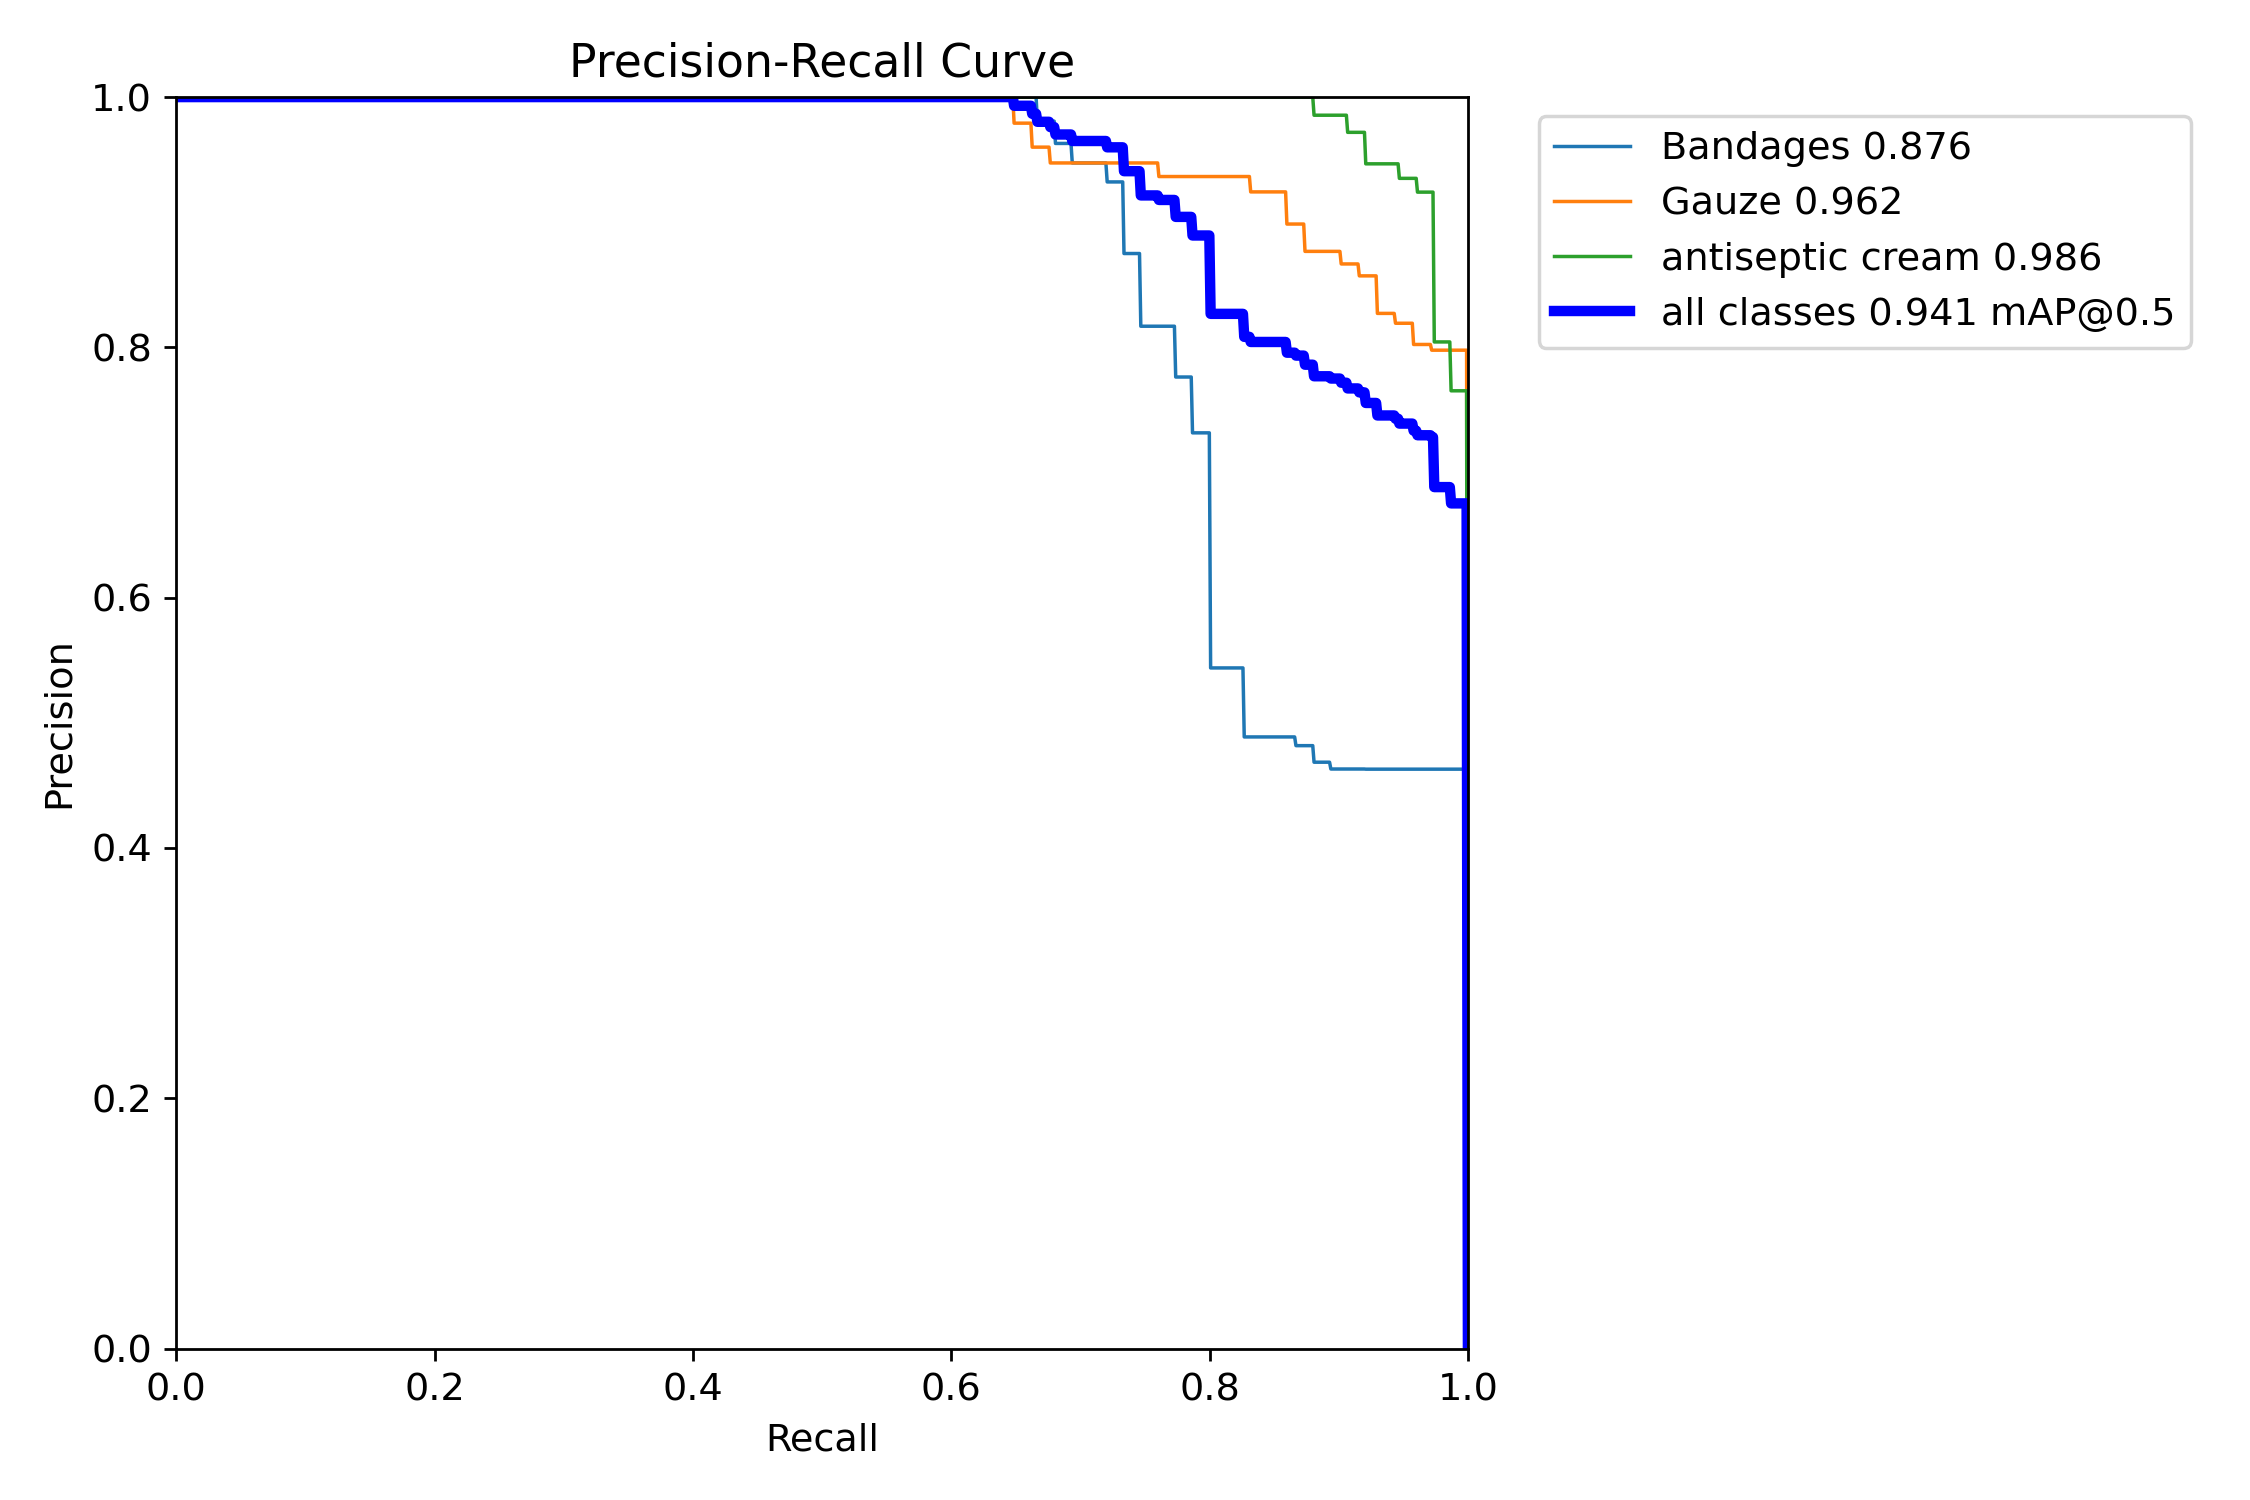 Precision-Recall Curve
1.0
0.8
0.6
0.4
0.2
0.0
Precision
0.0 0.2 0.4 0.6 0.8 1.0
Recall
Bandages 0.876
Gauze 0.962
antiseptic cream 0.986
all classes 0.941 mAP@0.5